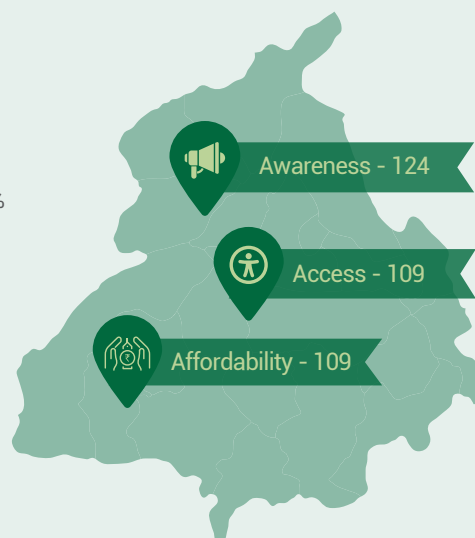 %
Awareness - 124
Access - 109
Affordability - 109
₹